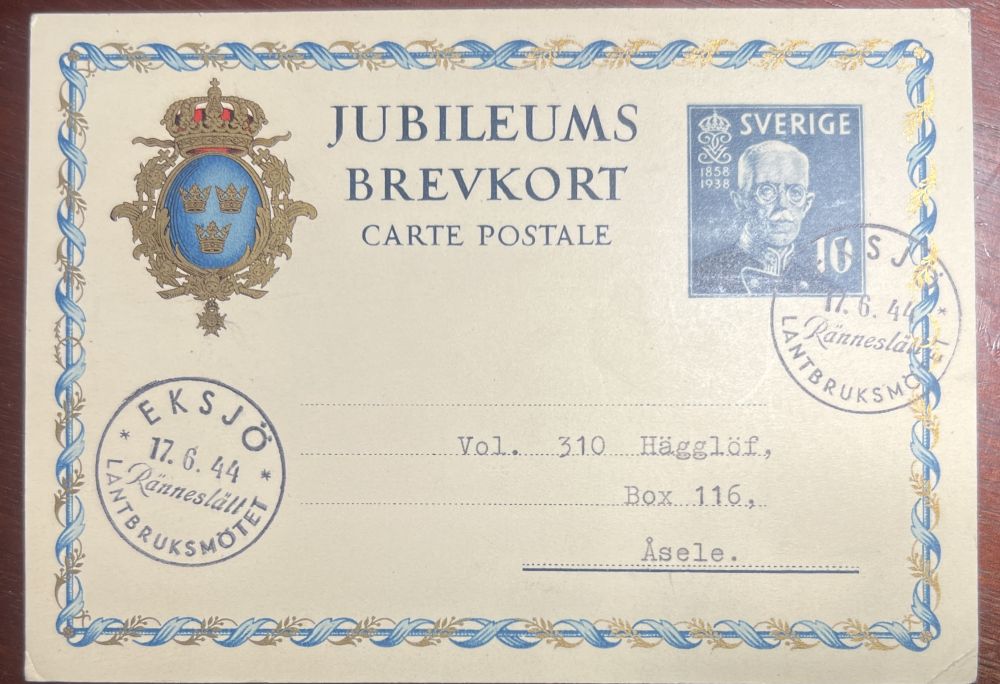 JUBILEUMS
BREVKORT
CARTE POSTALE
SVERIGE
1858
1938
10
EKSJÖ
17. 6. 44
Ränneslätt
LANTBRUKSMÖTET
EKSJÖ
17. 6. 44
Ränneslätt
LANTBRUKSMÖTET
Vol. 310 Hägglöf,
Box 116,
Åsele.